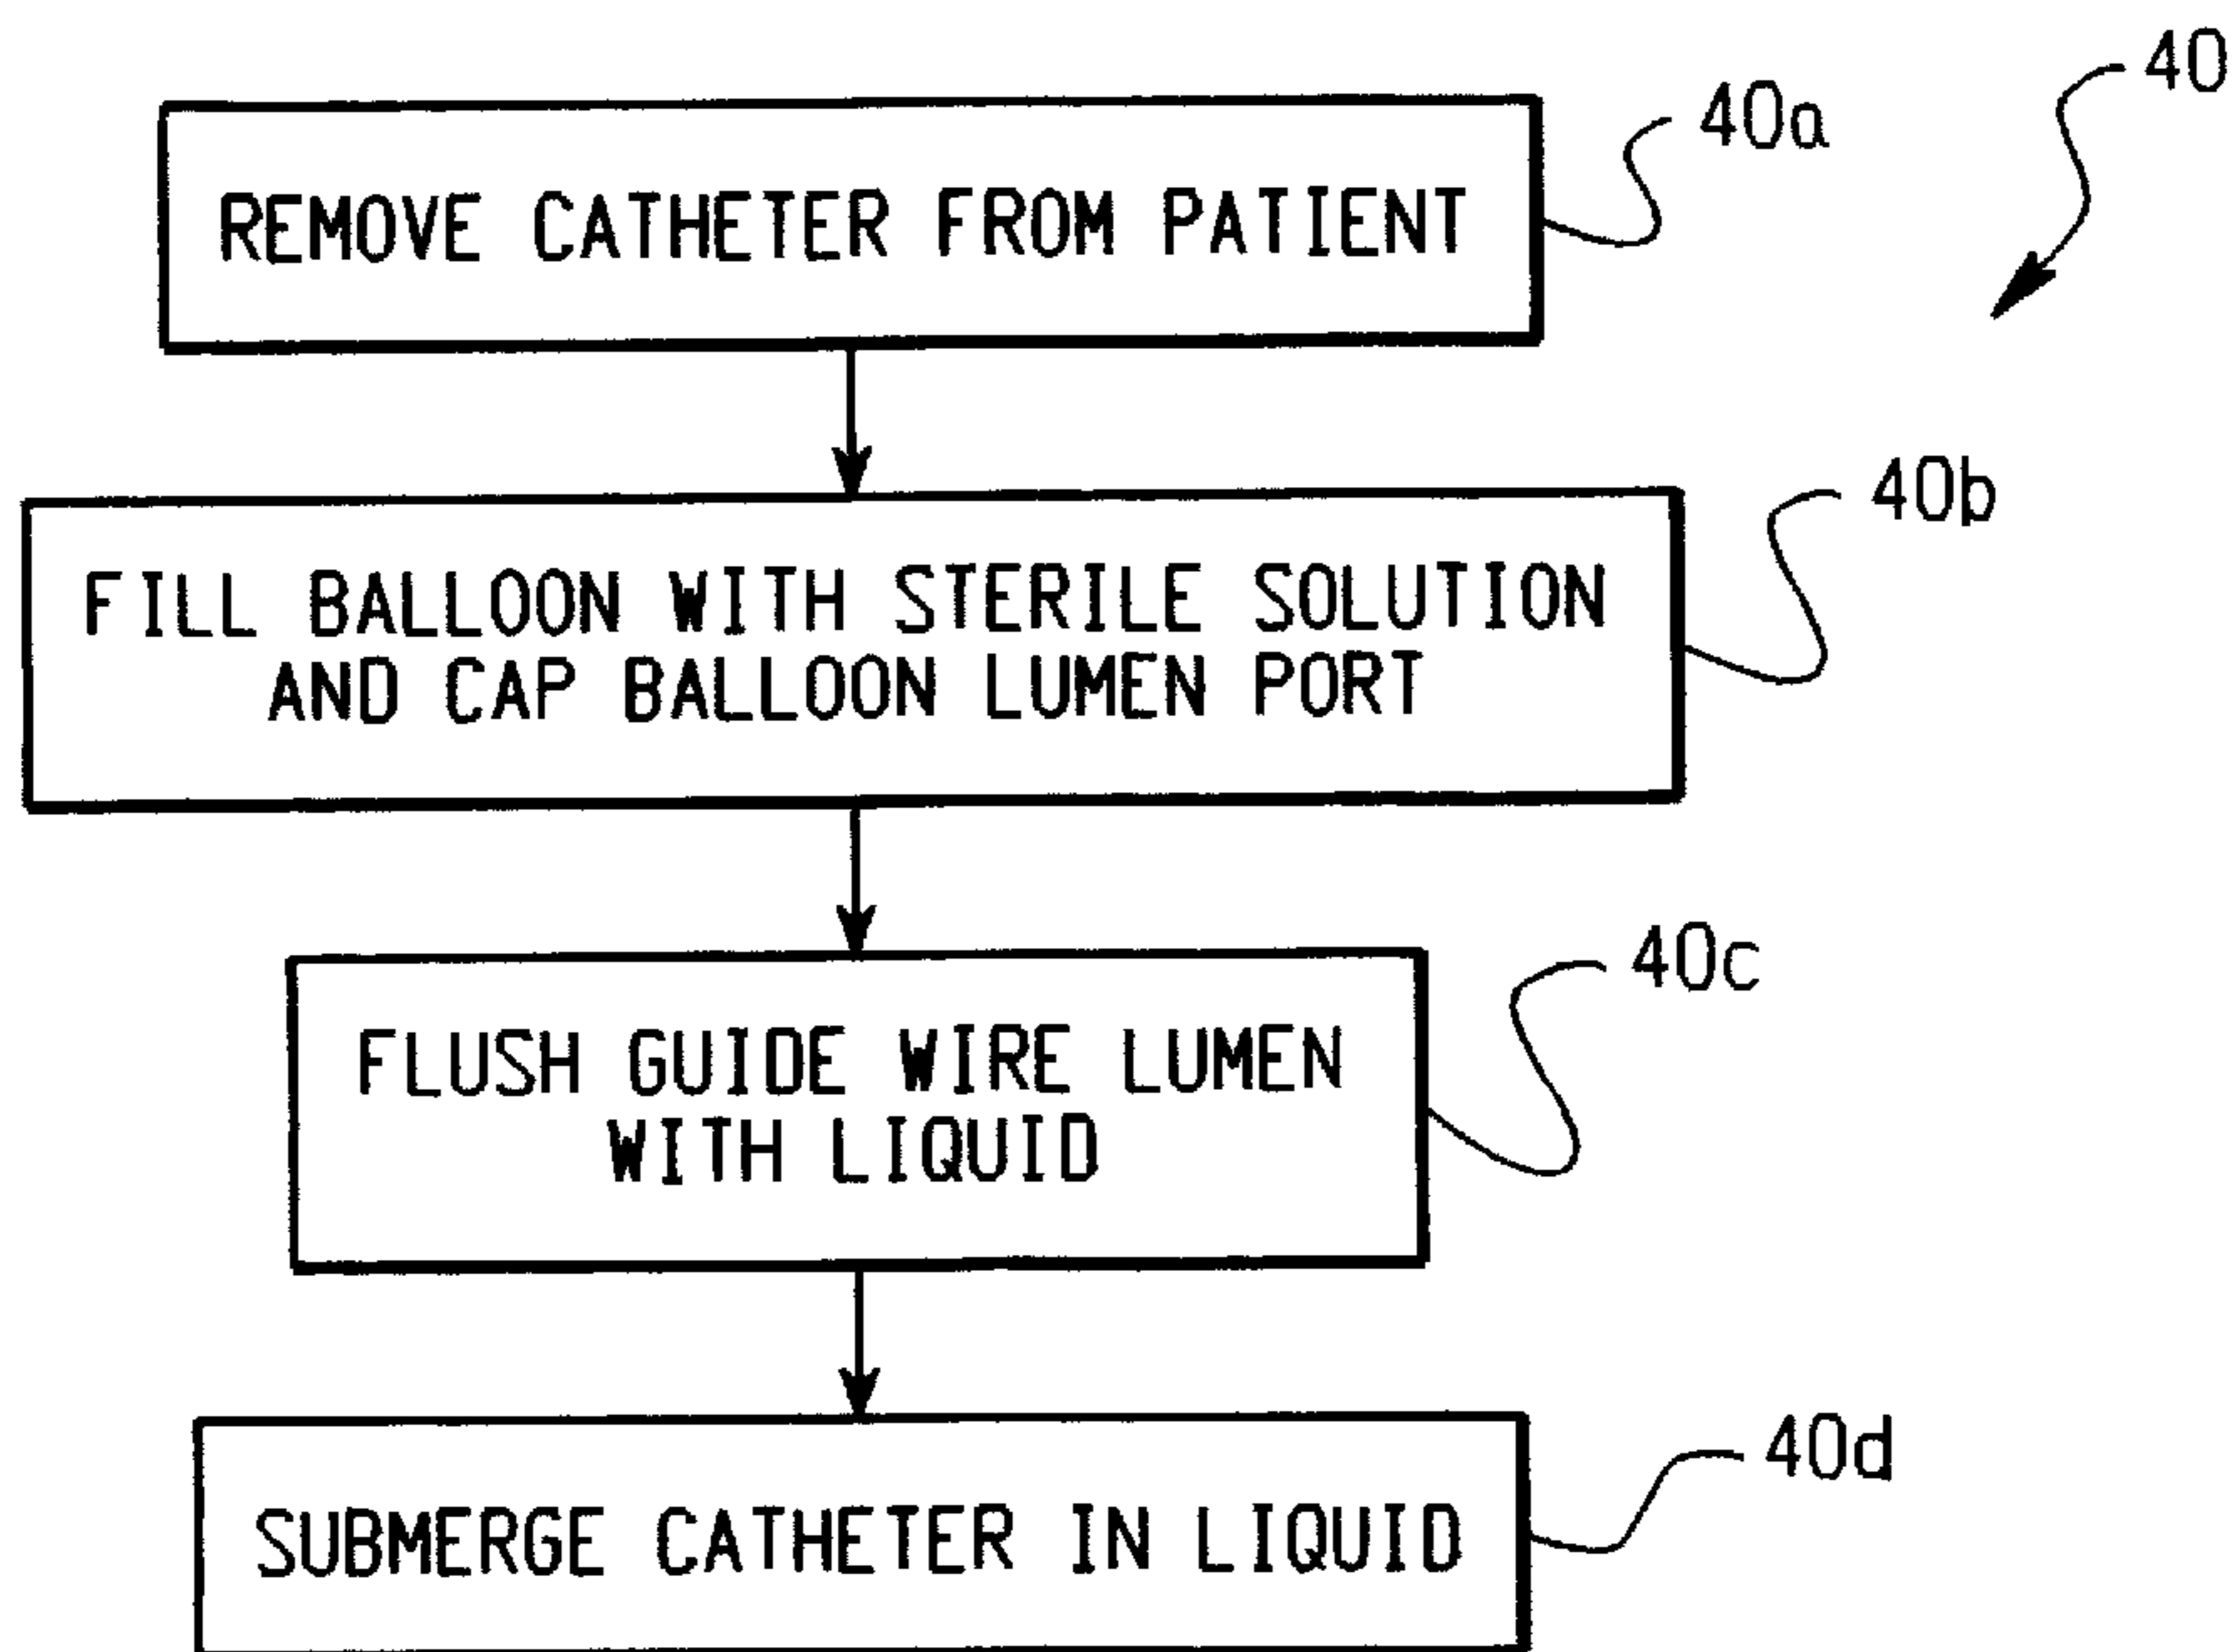 40
40a
REMOVE CATHETER FROM PATIENT
40b
FILL BALLOON WITH STERILE SOLUTION
AND CAP BALLOON LUMEN PORT
40c
FLUSH GUIDE WIRE LUMEN
WITH LIQUID
40d
SUBMERGE CATHETER IN LIQUID